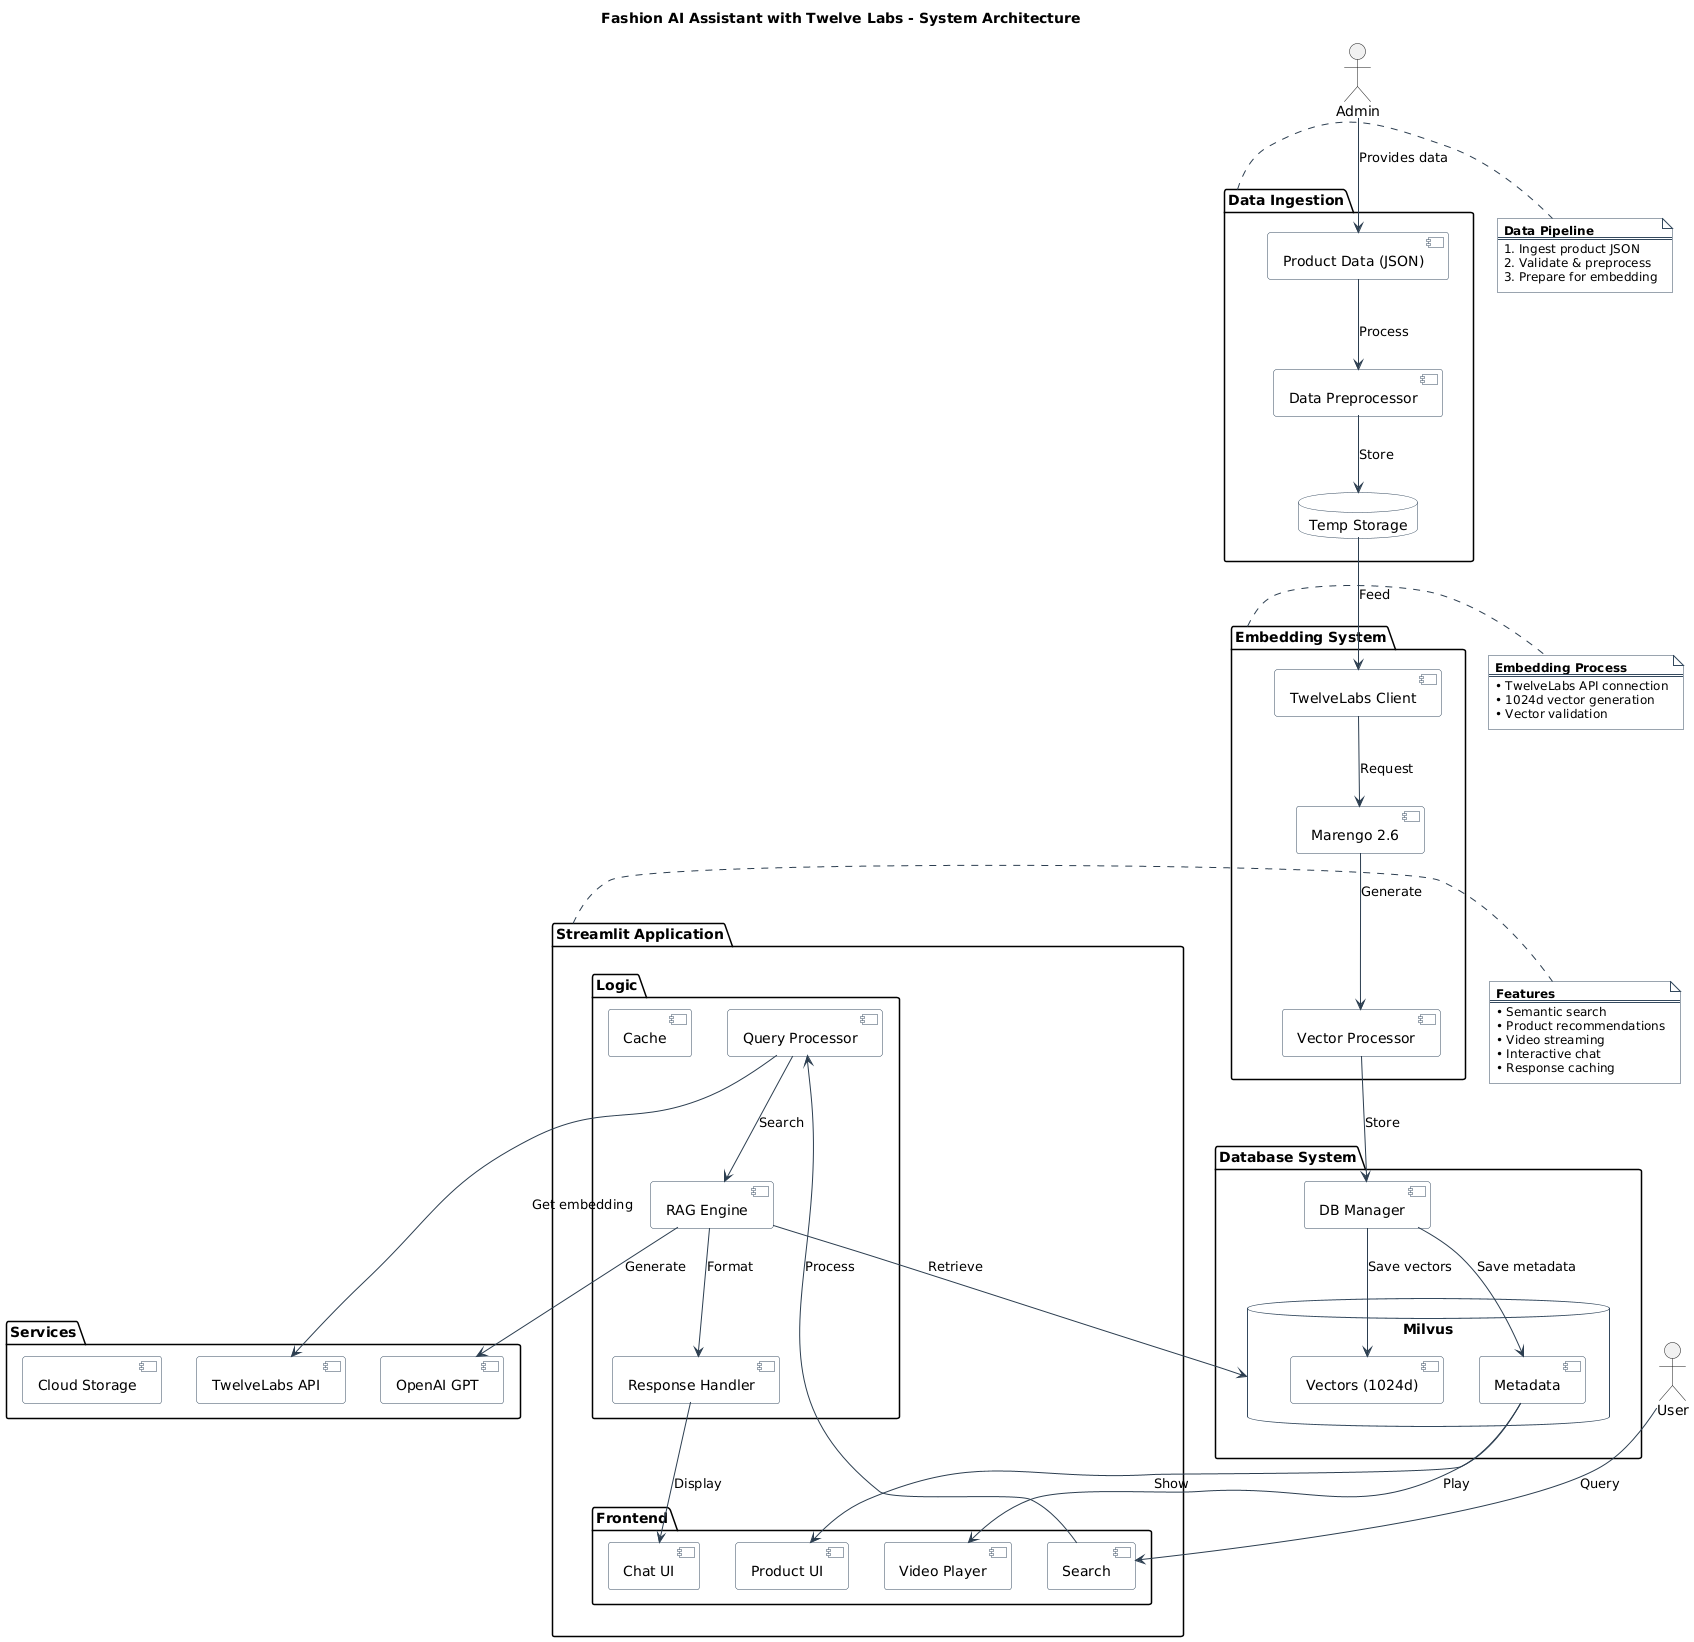 Fashion AI Assistant with Twelve Labs - System Architecture
Admin
Provides data
Data Ingestion
Product Data (JSON)
Data Pipeline
1. Ingest product JSON
2. Validate & preprocess
3. Prepare for embedding
Process
Data Preprocessor
Store
Temp Storage
Feed
Embedding System
TwelveLabs Client
Embedding Process
• TwelveLabs API connection
• 1024d vector generation
• Vector validation
Request
Marengo 2.6
Generate
Vector Processor
Features
• Semantic search
• Product recommendations
• Video streaming
• Interactive chat
• Response caching
Streamlit Application
Logic
Cache
Query Processor
Search
Store
Database System
Get embedding
RAG Engine
DB Manager
Generate
Format
Process
Retrieve
Save vectors
Save metadata
Services
Cloud Storage
TwelveLabs API
OpenAI GPT
Response Handler
Milvus
Vectors (1024d)
Metadata
User
Display
Show
Play
Query
Frontend
Chat UI
Product UI
Video Player
Search